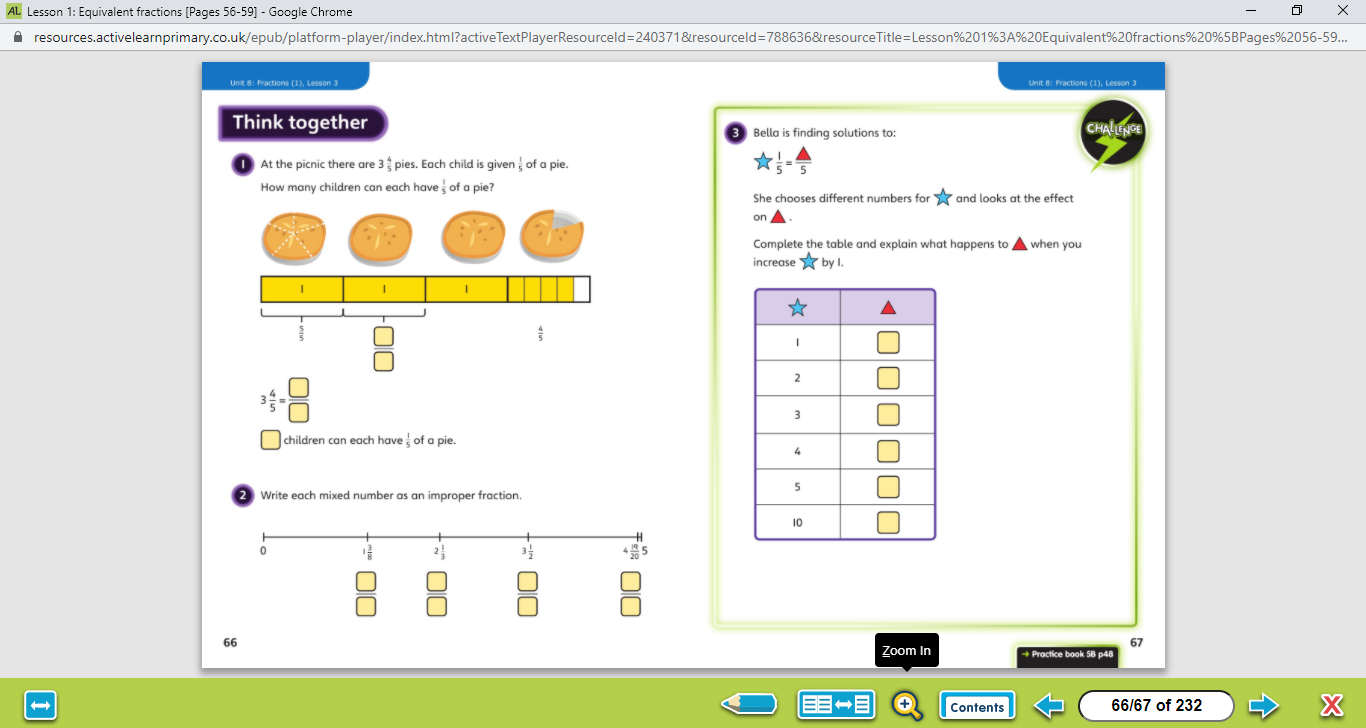 Lesson 1: Equivalent fractions [Pages 56-59] - Google Chrome
resources.activelearnprimary.co.uk/epub/platform-player/index.html?activeTextPlayerResourceId=240371&resourceId=788636&resourceTitle=Lesson%201%3A%20Equivalent%20fractions%20%5BPages%2056-59...
Unit 8: Fractions (1), Lesson 3
Think together
1 At the picnic there are 3 4/5 pies. Each child is given 1/5 of a pie.
How many children can each have 1/5 of a pie?
1 1 1
5/5 4/5
3 4/5 =
children can each have 1/5 of a pie.
2 Write each mixed number as an improper fraction.
0 1 3/8 2 1/3 3 1/2 4 19/20 5
66
Unit 8: Fractions (1), Lesson 3
CHALLENGE
3 Bella is finding solutions to:
★ 1/5 = ▲/5
She chooses different numbers for ★ and looks at the effect
on ▲ .
Complete the table and explain what happens to ▲ when you
increase ★ by 1.
★ ▲
1
2
3
4
5
10
67
→ Practice book 5B p48
Zoom In
Contents
66/67 of 232
X